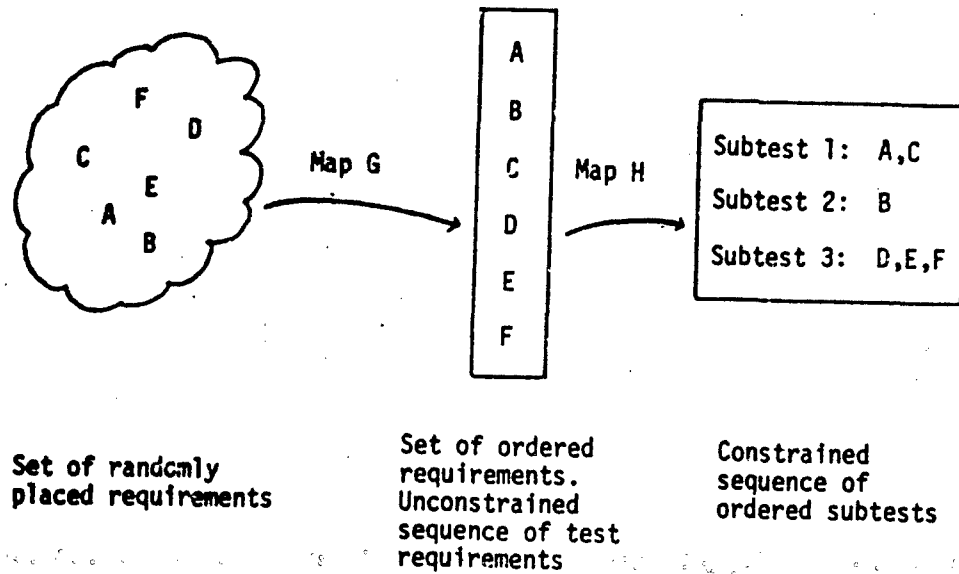 F
D
C
E
A
B
Map G
A
B
C
D
E
F
Map H
Subtest 1: A,C
Subtest 2: B
Subtest 3: D,E,F
Set of randomly
placed requirements
Set of ordered
requirements.
Unconstrained
sequence of test
requirements
Constrained
sequence of
ordered subtests